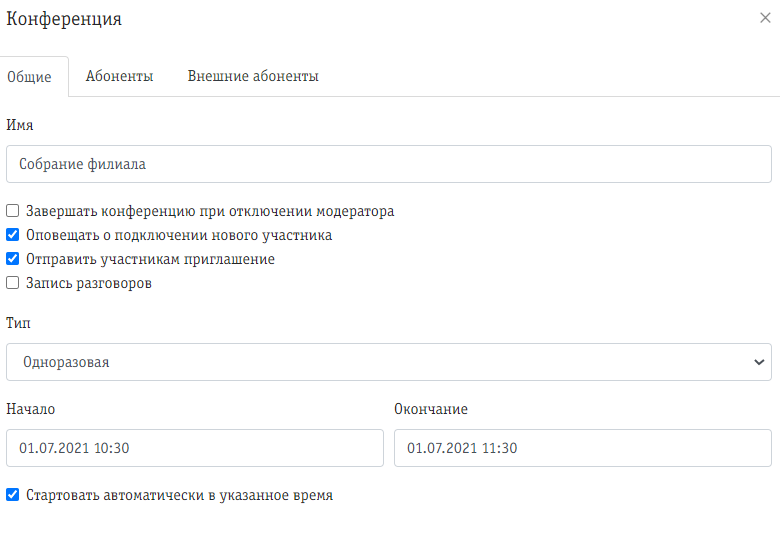 Конференция
Общие Абоненты Внешние абоненты
Имя
Собрание филиала
Завершать конференцию при отключении модератора
Оповещать о подключении нового участника
Отправить участникам приглашение
Запись разговоров
Тип
Одноразовая
Начало Окончание
01.07.2021 10:30 01.07.2021 11:30
Стартовать автоматически в указанное время